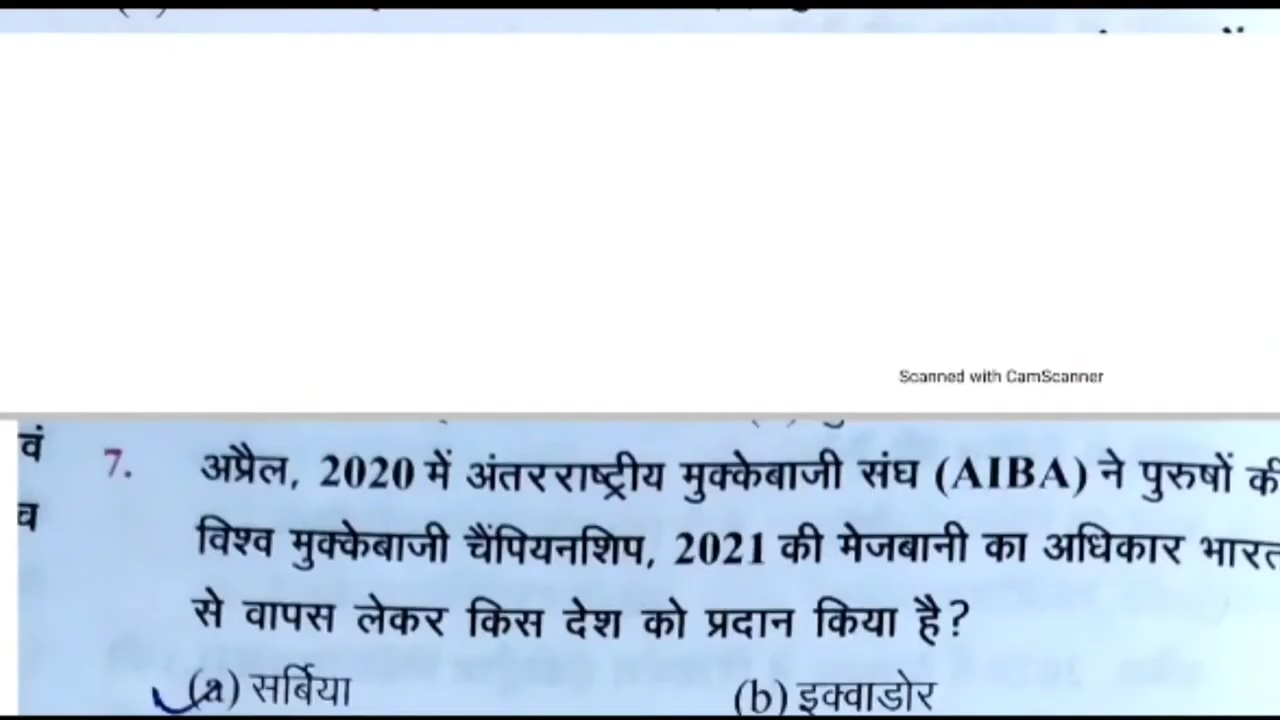 Scanned with CamScanner
वं
7. अप्रैल, 2020 में अंतरराष्ट्रीय मुक्केबाजी संघ (AIBA) ने पुरुषों की
च
विश्व मुक्केबाजी चैंपियनशिप, 2021 की मेजबानी का अधिकार भारत
से वापस लेकर किस देश को प्रदान किया है?
(a) सर्बिया (b) इक्वाडोर